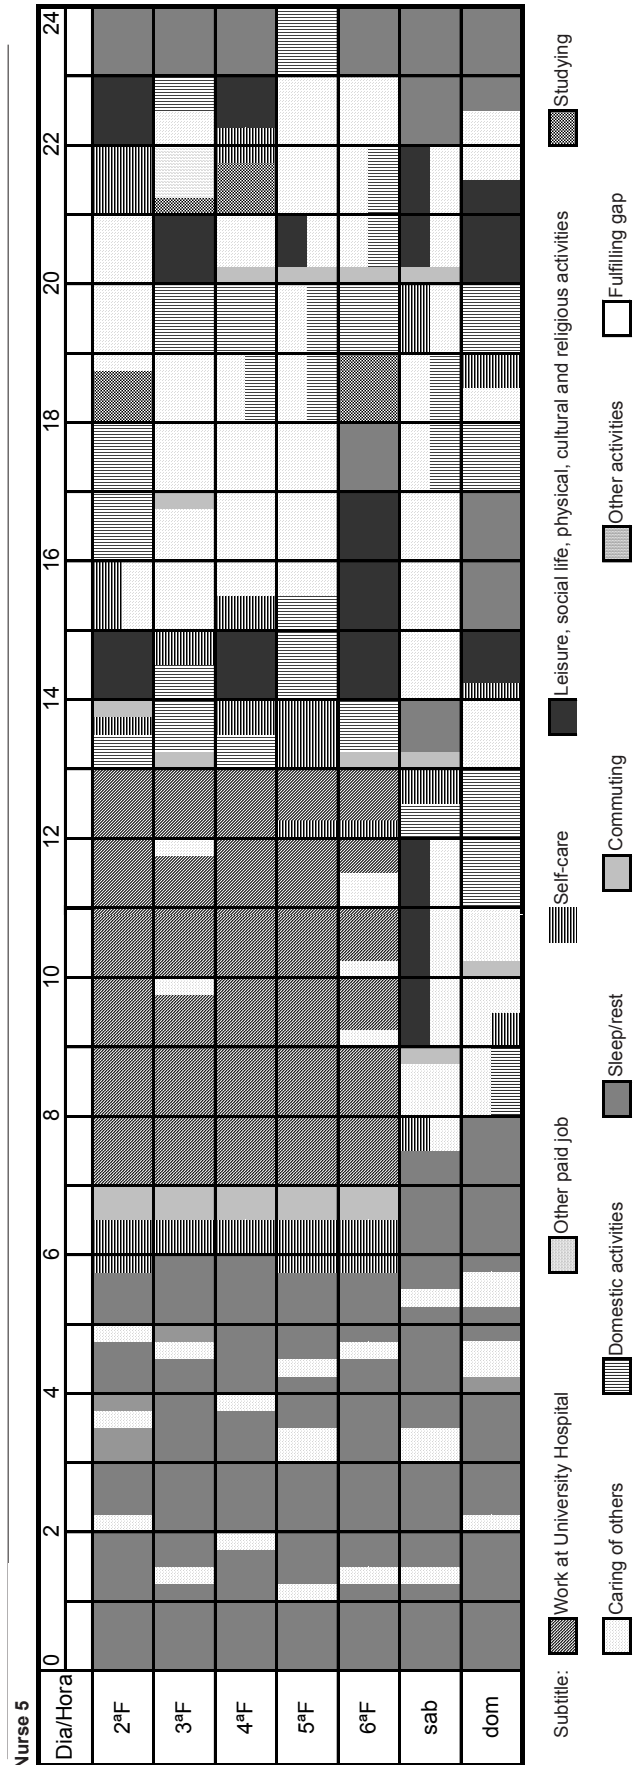 Nurse 5
Dia/Hora 0 2 4 6 8 10 12 14 16 18 20 22 24
2ªF
3ªF
4ªF
5ªF
6ªF
sab
dom
Subtitle: Work at University Hospital Other paid job Self-care Leisure, social life, physical, cultural and religious activities Studying
Caring of others Domestic activities Sleep/rest Commuting Other activities Fulfilling gap